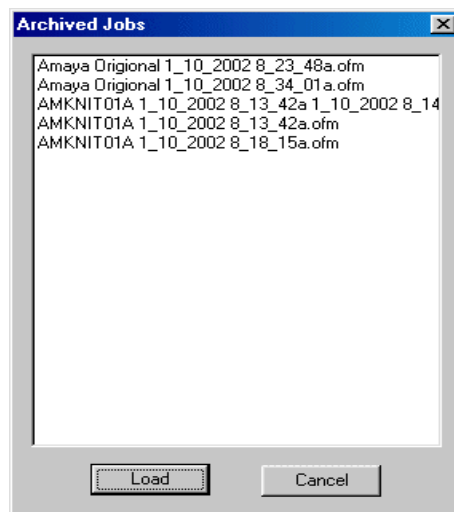 Archived Jobs
Amaya Origional 1_10_2002 8_23_48a.ofm
Amaya Origional 1_10_2002 8_34_01a.ofm
AMKNIT01A 1_10_2002 8_13_42a 1_10_2002 8_14
AMKNIT01A 1_10_2002 8_13_42a.ofm
AMKNIT01A 1_10_2002 8_18_15a.ofm
Load
Cancel